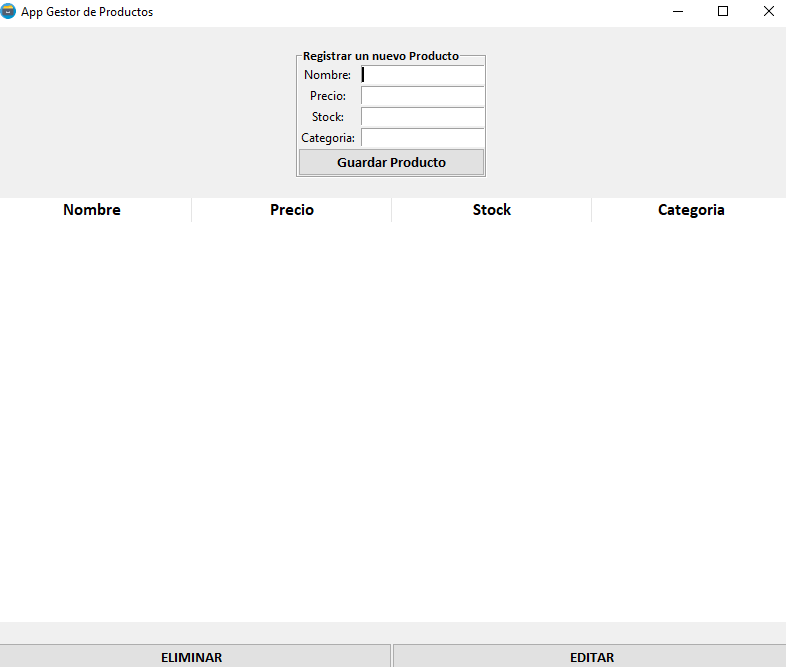 App Gestor de Productos
Registrar un nuevo Producto
Nombre:
Precio:
Stock:
Categoria:
Guardar Producto
Nombre Precio Stock Categoria
ELIMINAR EDITAR